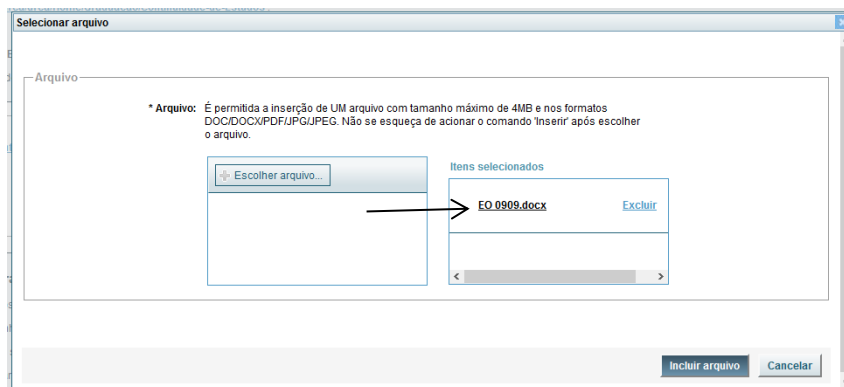 Selecionar arquivo
Arquivo
* Arquivo: É permitida a inserção de UM arquivo com tamanho máximo de 4MB e nos formatos
DOC/DOCX/PDF/JPG/JPEG. Não se esqueça de acionar o comando 'Inserir' após escolher
o arquivo.
Escolher arquivo...
Itens selecionados
EO 0909.docx Excluir
Incluir arquivo Cancelar